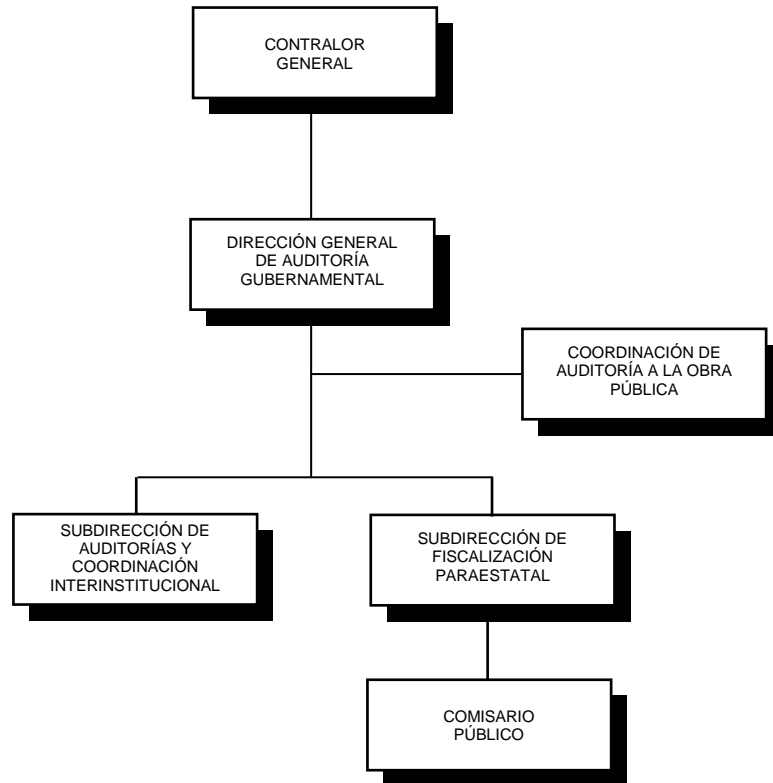 CONTRALOR
GENERAL
DIRECCIÓN GENERAL
DE AUDITORÍA
GUBERNAMENTAL
COORDINACIÓN DE
AUDITORÍA A LA OBRA
PÚBLICA
SUBDIRECCIÓN DE
AUDITORÍAS Y
COORDINACIÓN
INTERINSTITUCIONAL
SUBDIRECCIÓN DE
FISCALIZACIÓN
PARAESTATAL
COMISARIO
PÚBLICO